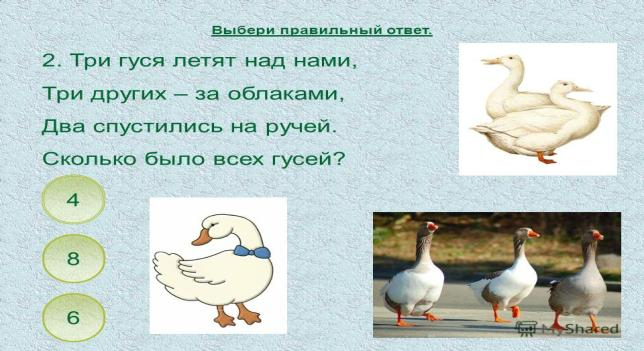 Выбери правильный ответ.
2. Три гуся летят над нами,
Три других – за облаками,
Два спустились на ручей.
Сколько было всех гусей?
4
8
6
MyShared